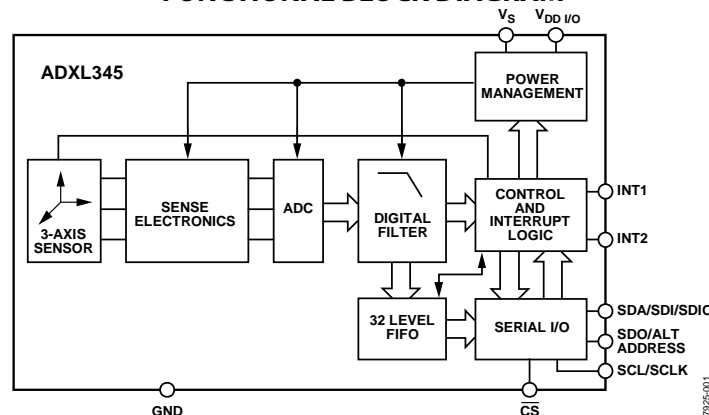 FUNCTIONAL BLOCK DIAGRAM
VS
VDD I/O
ADXL345
POWER
MANAGEMENT
3-AXIS
SENSOR
SENSE
ELECTRONICS
ADC
DIGITAL
FILTER
CONTROL
AND
INTERRUPT
LOGIC
INT1
INT2
32 LEVEL
FIFO
SERIAL I/O
SDA/SDI/SDIO
SDO/ALT
ADDRESS
SCL/SCLK
GND
CS
7925-001